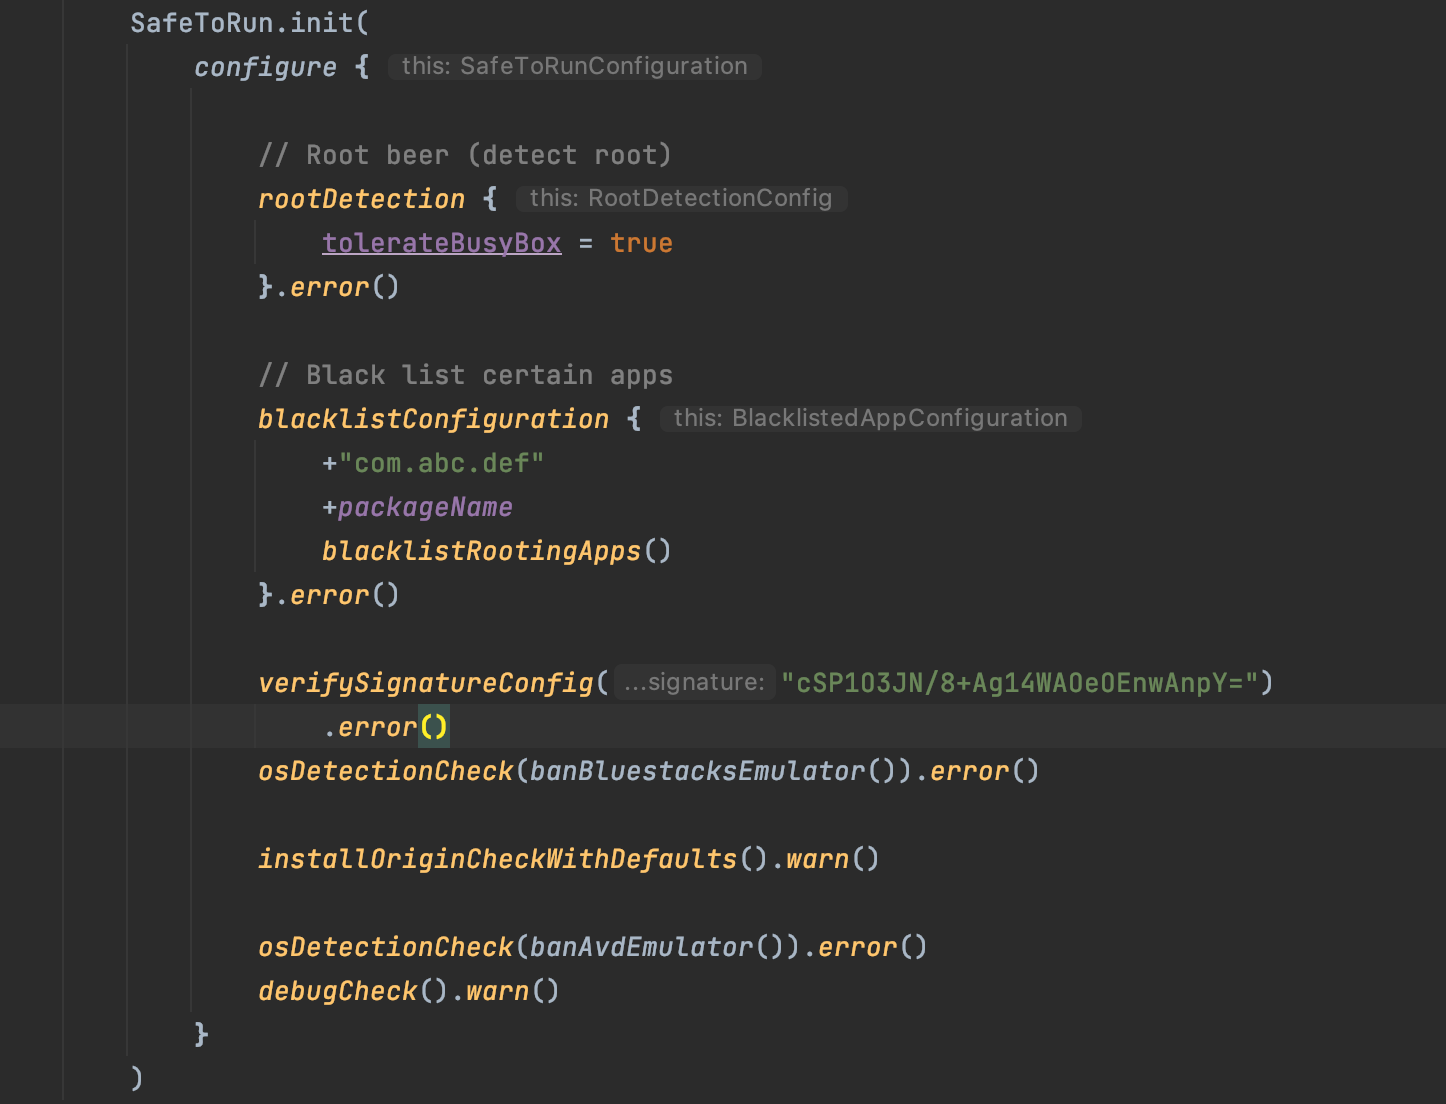 SafeToRun.init(
configure { this: SafeToRunConfiguration
// Root beer (detect root)
rootDetection { this: RootDetectionConfig
tolerateBusyBox = true
}.error()
// Black list certain apps
blacklistConfiguration { this: BlacklistedAppConfiguration
+"com.abc.def"
+packageName
blacklistRootingApps()
}.error()
verifySignatureConfig( ...signature: "cSP1O3JN/8+Ag14WAOeOEnwAnpY=")
.error()
osDetectionCheck(banBluestacksEmulator()).error()
installOriginCheckWithDefaults().warn()
osDetectionCheck(banAvdEmulator()).error()
debugCheck().warn()
}
)